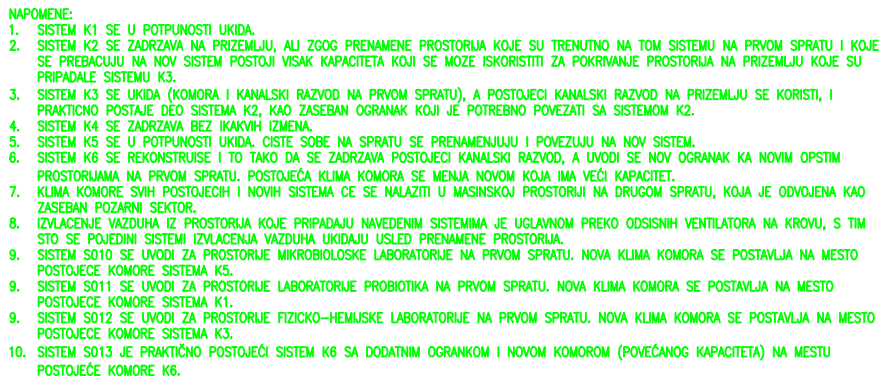 NAPOMENE:
1. SISTEM K1 SE U POTPUNOSTI UKIDA.
2. SISTEM K2 SE ZADRZAVA NA PRIZEMLJU, ALI ZGOG PRENAMENE PROSTORIJA KOJE SU TRENUTNO NA TOM SISTEMU NA PRVOM SPRATU I KOJE
SE PREBACUJU NA NOV SISTEM POSTOJI VISAK KAPACITETA KOJI SE MOZE ISKORISTITI ZA POKRIVANJE PROSTORIJA NA PRIZEMLJU KOJE SU
PRIPADALE SISTEMU K3.
3. SISTEM K3 SE UKIDA (KOMORA I KANALSKI RAZVOD NA PRVOM SPRATU), A POSTOJECI KANALSKI RAZVOD NA PRIZEMLJU SE KORISTI, I
PRAKTICNO POSTAJE DEO SISTEMA K2, KAO ZASEBAN OGRANAK KOJI JE POTREBNO POVEZATI SA SISTEMOM K2.
4. SISTEM K4 SE ZADRZAVA BEZ IKAKVIH IZMENA.
5. SISTEM K5 SE U POTPUNOSTI UKIDA. CISTE SOBE NA SPRATU SE PRENAMENJUJU I POVEZUJU NA NOV SISTEM.
6. SISTEM K6 SE REKONSTRUISE I TO TAKO DA SE ZADRZAVA POSTOJECI KANALSKI RAZVOD, A UVODI SE NOV OGRANAK KA NOVIM OPSTIM
PROSTORIJAMA NA PRVOM SPRATU. POSTOJEĆA KLIMA KOMORA SE MENJA NOVOM KOJA IMA VEĆI KAPACITET.
7. KLIMA KOMORE SVIH POSTOJECIH I NOVIH SISTEMA CE SE NALAZITI U MASINSKOJ PROSTORIJI NA DRUGOM SPRATU, KOJA JE ODVOJENA KAO
ZASEBAN POZARNI SEKTOR.
8. IZVLACENJE VAZDUHA IZ PROSTORIJA KOJE PRIPADAJU NAVEDENIM SISTEMIMA JE UGLAVNOM PREKO ODSISNIH VENTILATORA NA KROVU, S TIM
STO SE POJEDINI SISTEMI IZVLACENJA VAZDUHA UKIDAJU USLED PRENAMENE PROSTORIJA.
9. SISTEM S010 SE UVODI ZA PROSTORIJE MIKROBIOLOSKE LABORATORIJE NA PRVOM SPRATU. NOVA KLIMA KOMORA SE POSTAVLJA NA MESTO
POSTOJECE KOMORE SISTEMA K5.
9. SISTEM S011 SE UVODI ZA PROSTORIJE LABORATORIJE PROBIOTIKA NA PRVOM SPRATU. NOVA KLIMA KOMORA SE POSTAVLJA NA MESTO
POSTOJECE KOMORE SISTEMA K1.
9. SISTEM S012 SE UVODI ZA PROSTORIJE FIZICKO-HEMIJSKE LABORATORIJE NA PRVOM SPRATU. NOVA KLIMA KOMORA SE POSTAVLJA NA MESTO
POSTOJECE KOMORE SISTEMA K3.
10. SISTEM S013 JE PRAKTIČNO POSTOJEĆI SISTEM K6 SA DODATNIM OGRANKOM I NOVOM KOMOROM (POVEĆANOG KAPACITETA) NA MESTU
POSTOJEĆE KOMORE K6.